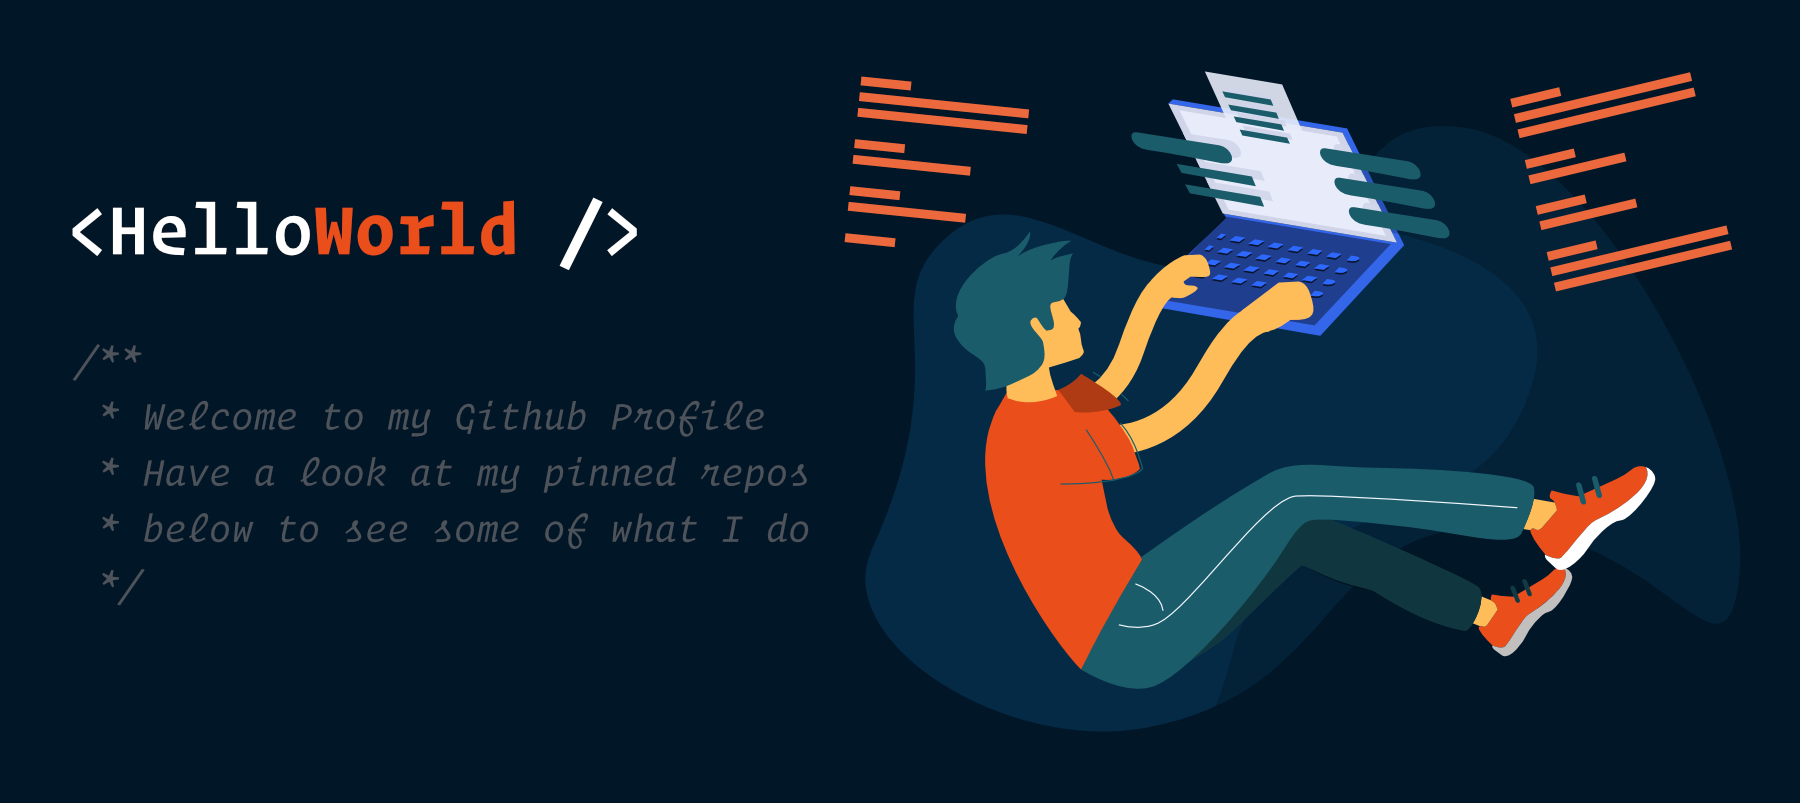 <HelloWorld />
/**
* Welcome to my Github Profile
* Have a look at my pinned repos
* below to see some of what I do
*/